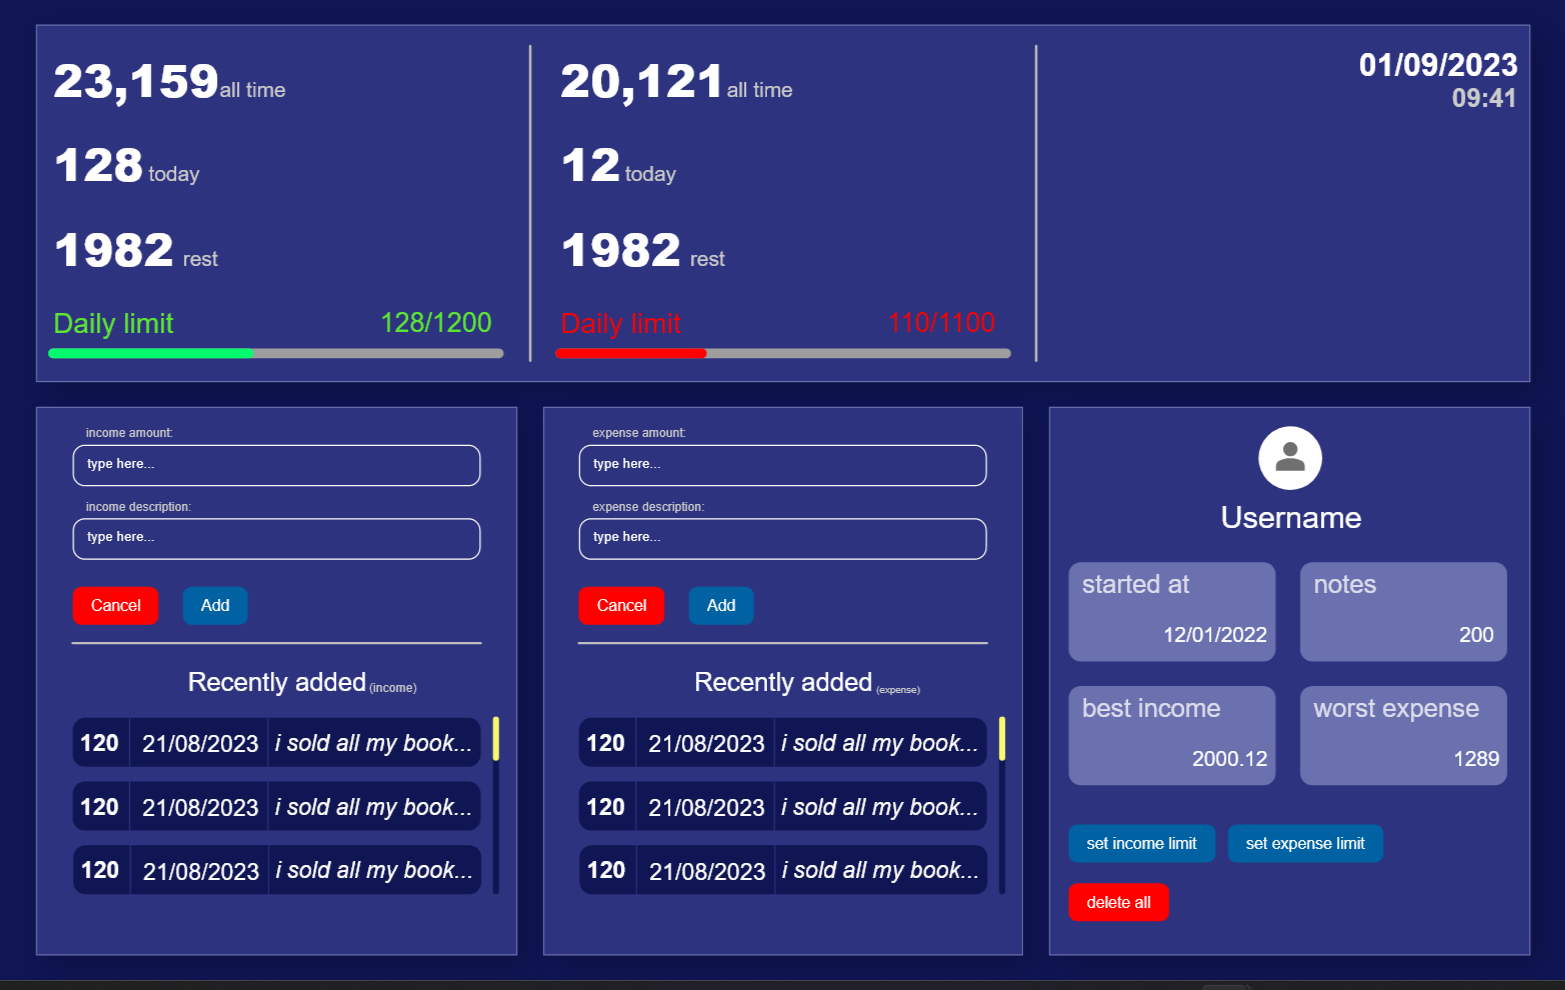 23,159 all time
128 today
1982 rest
Daily limit 128/1200
20,121 all time
12 today
1982 rest
Daily limit 110/1100
01/09/2023
09:41
income amount:
type here...
income description:
type here...
Cancel Add
Recently added (income)
120 21/08/2023 i sold all my book...
120 21/08/2023 i sold all my book...
120 21/08/2023 i sold all my book...
expense amount:
type here...
expense description:
type here...
Cancel Add
Recently added (expense)
120 21/08/2023 i sold all my book...
120 21/08/2023 i sold all my book...
120 21/08/2023 i sold all my book...
Username
started at
12/01/2022
notes
200
best income
2000.12
worst expense
1289
set income limit set expense limit
delete all